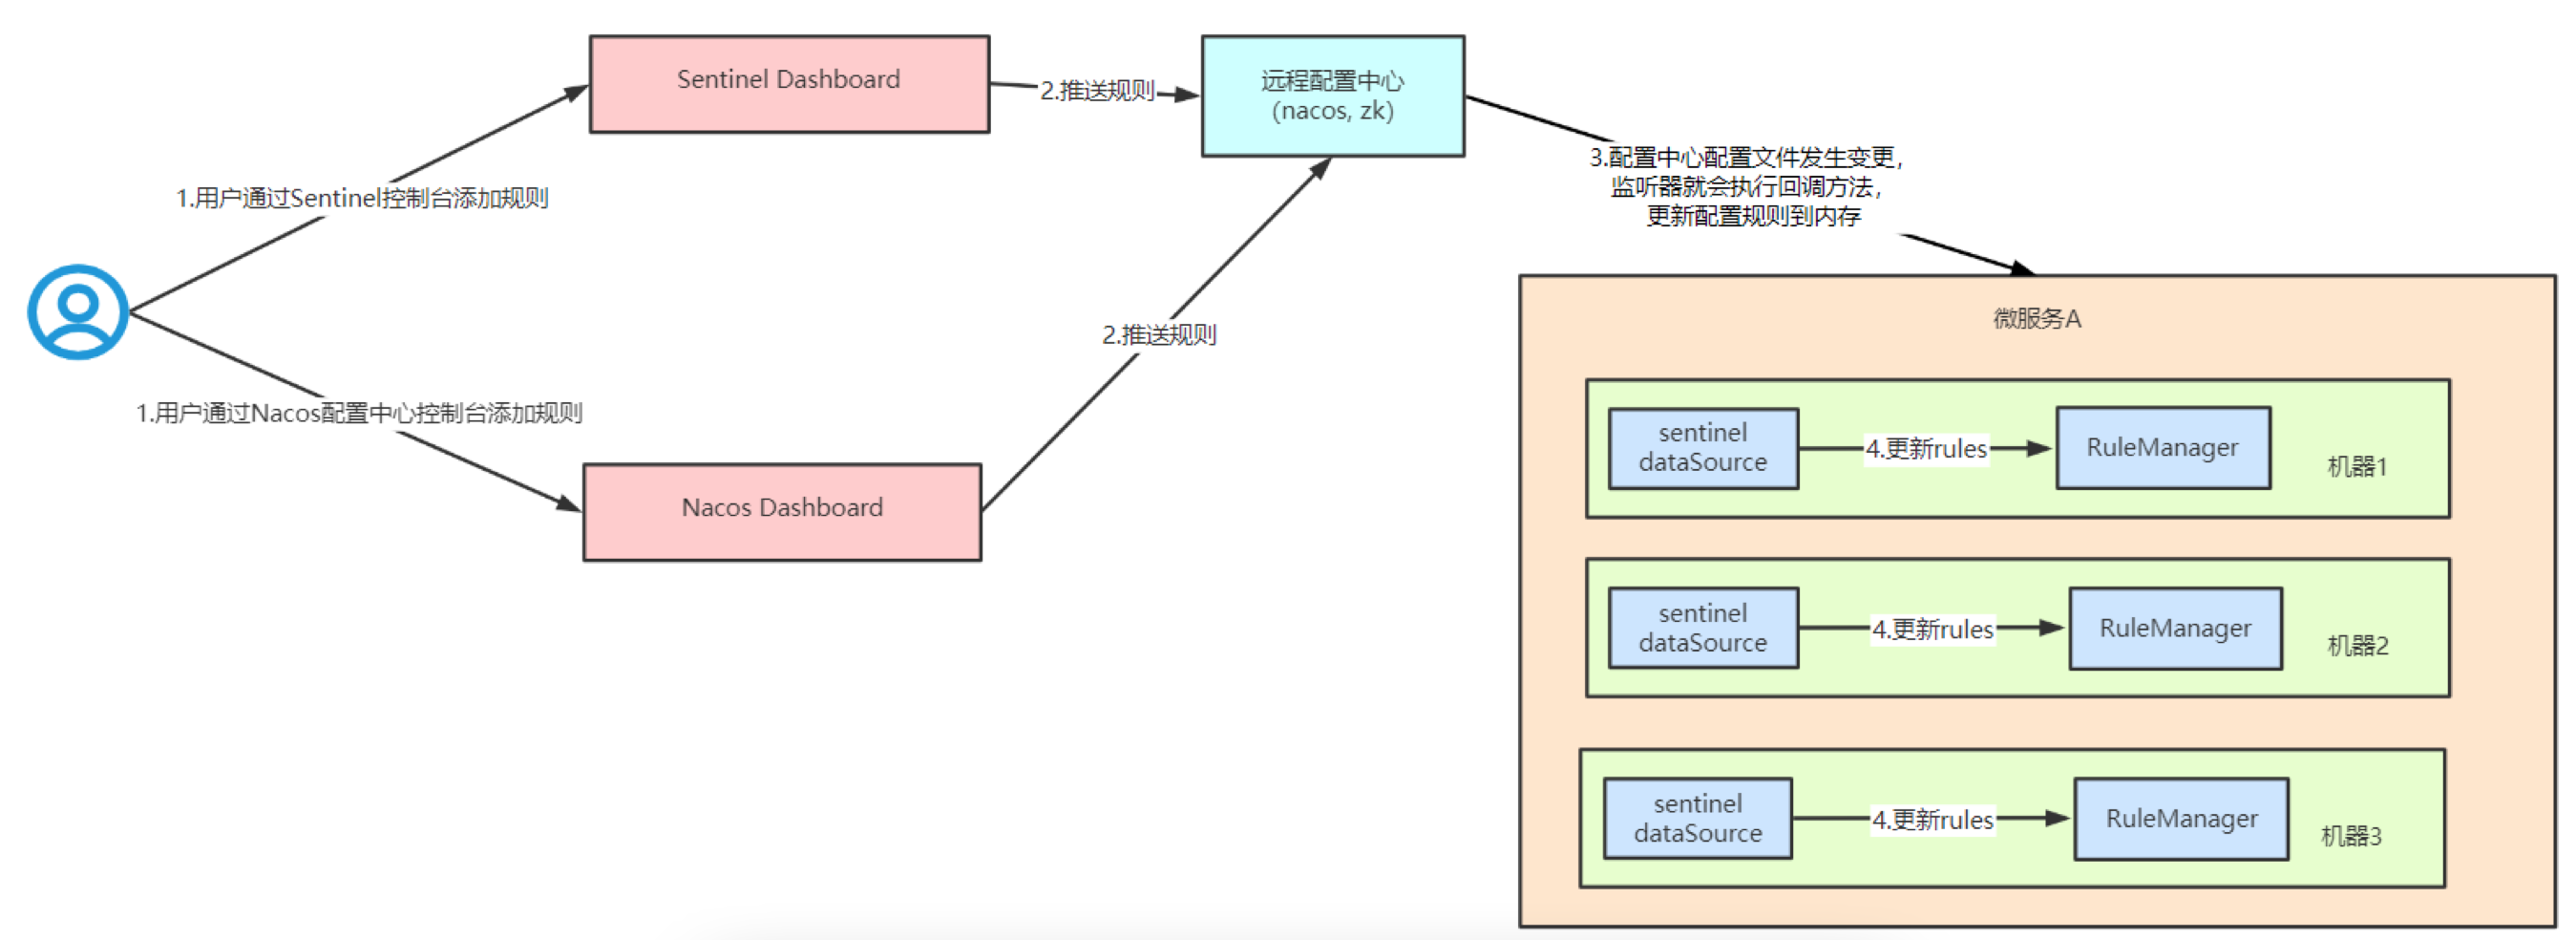 Sentinel Dashboard
2.推送规则
远程配置中心
(nacos, zk)
3.配置中心配置文件发生变更，
监听器就会执行回调方法，
更新配置规则到内存
1.用户通过Sentinel控制台添加规则
2.推送规则
1.用户通过Nacos配置中心控制台添加规则
Nacos Dashboard
微服务A
sentinel
dataSource
4.更新rules
RuleManager
机器1
sentinel
dataSource
4.更新rules
RuleManager
机器2
sentinel
dataSource
4.更新rules
RuleManager
机器3